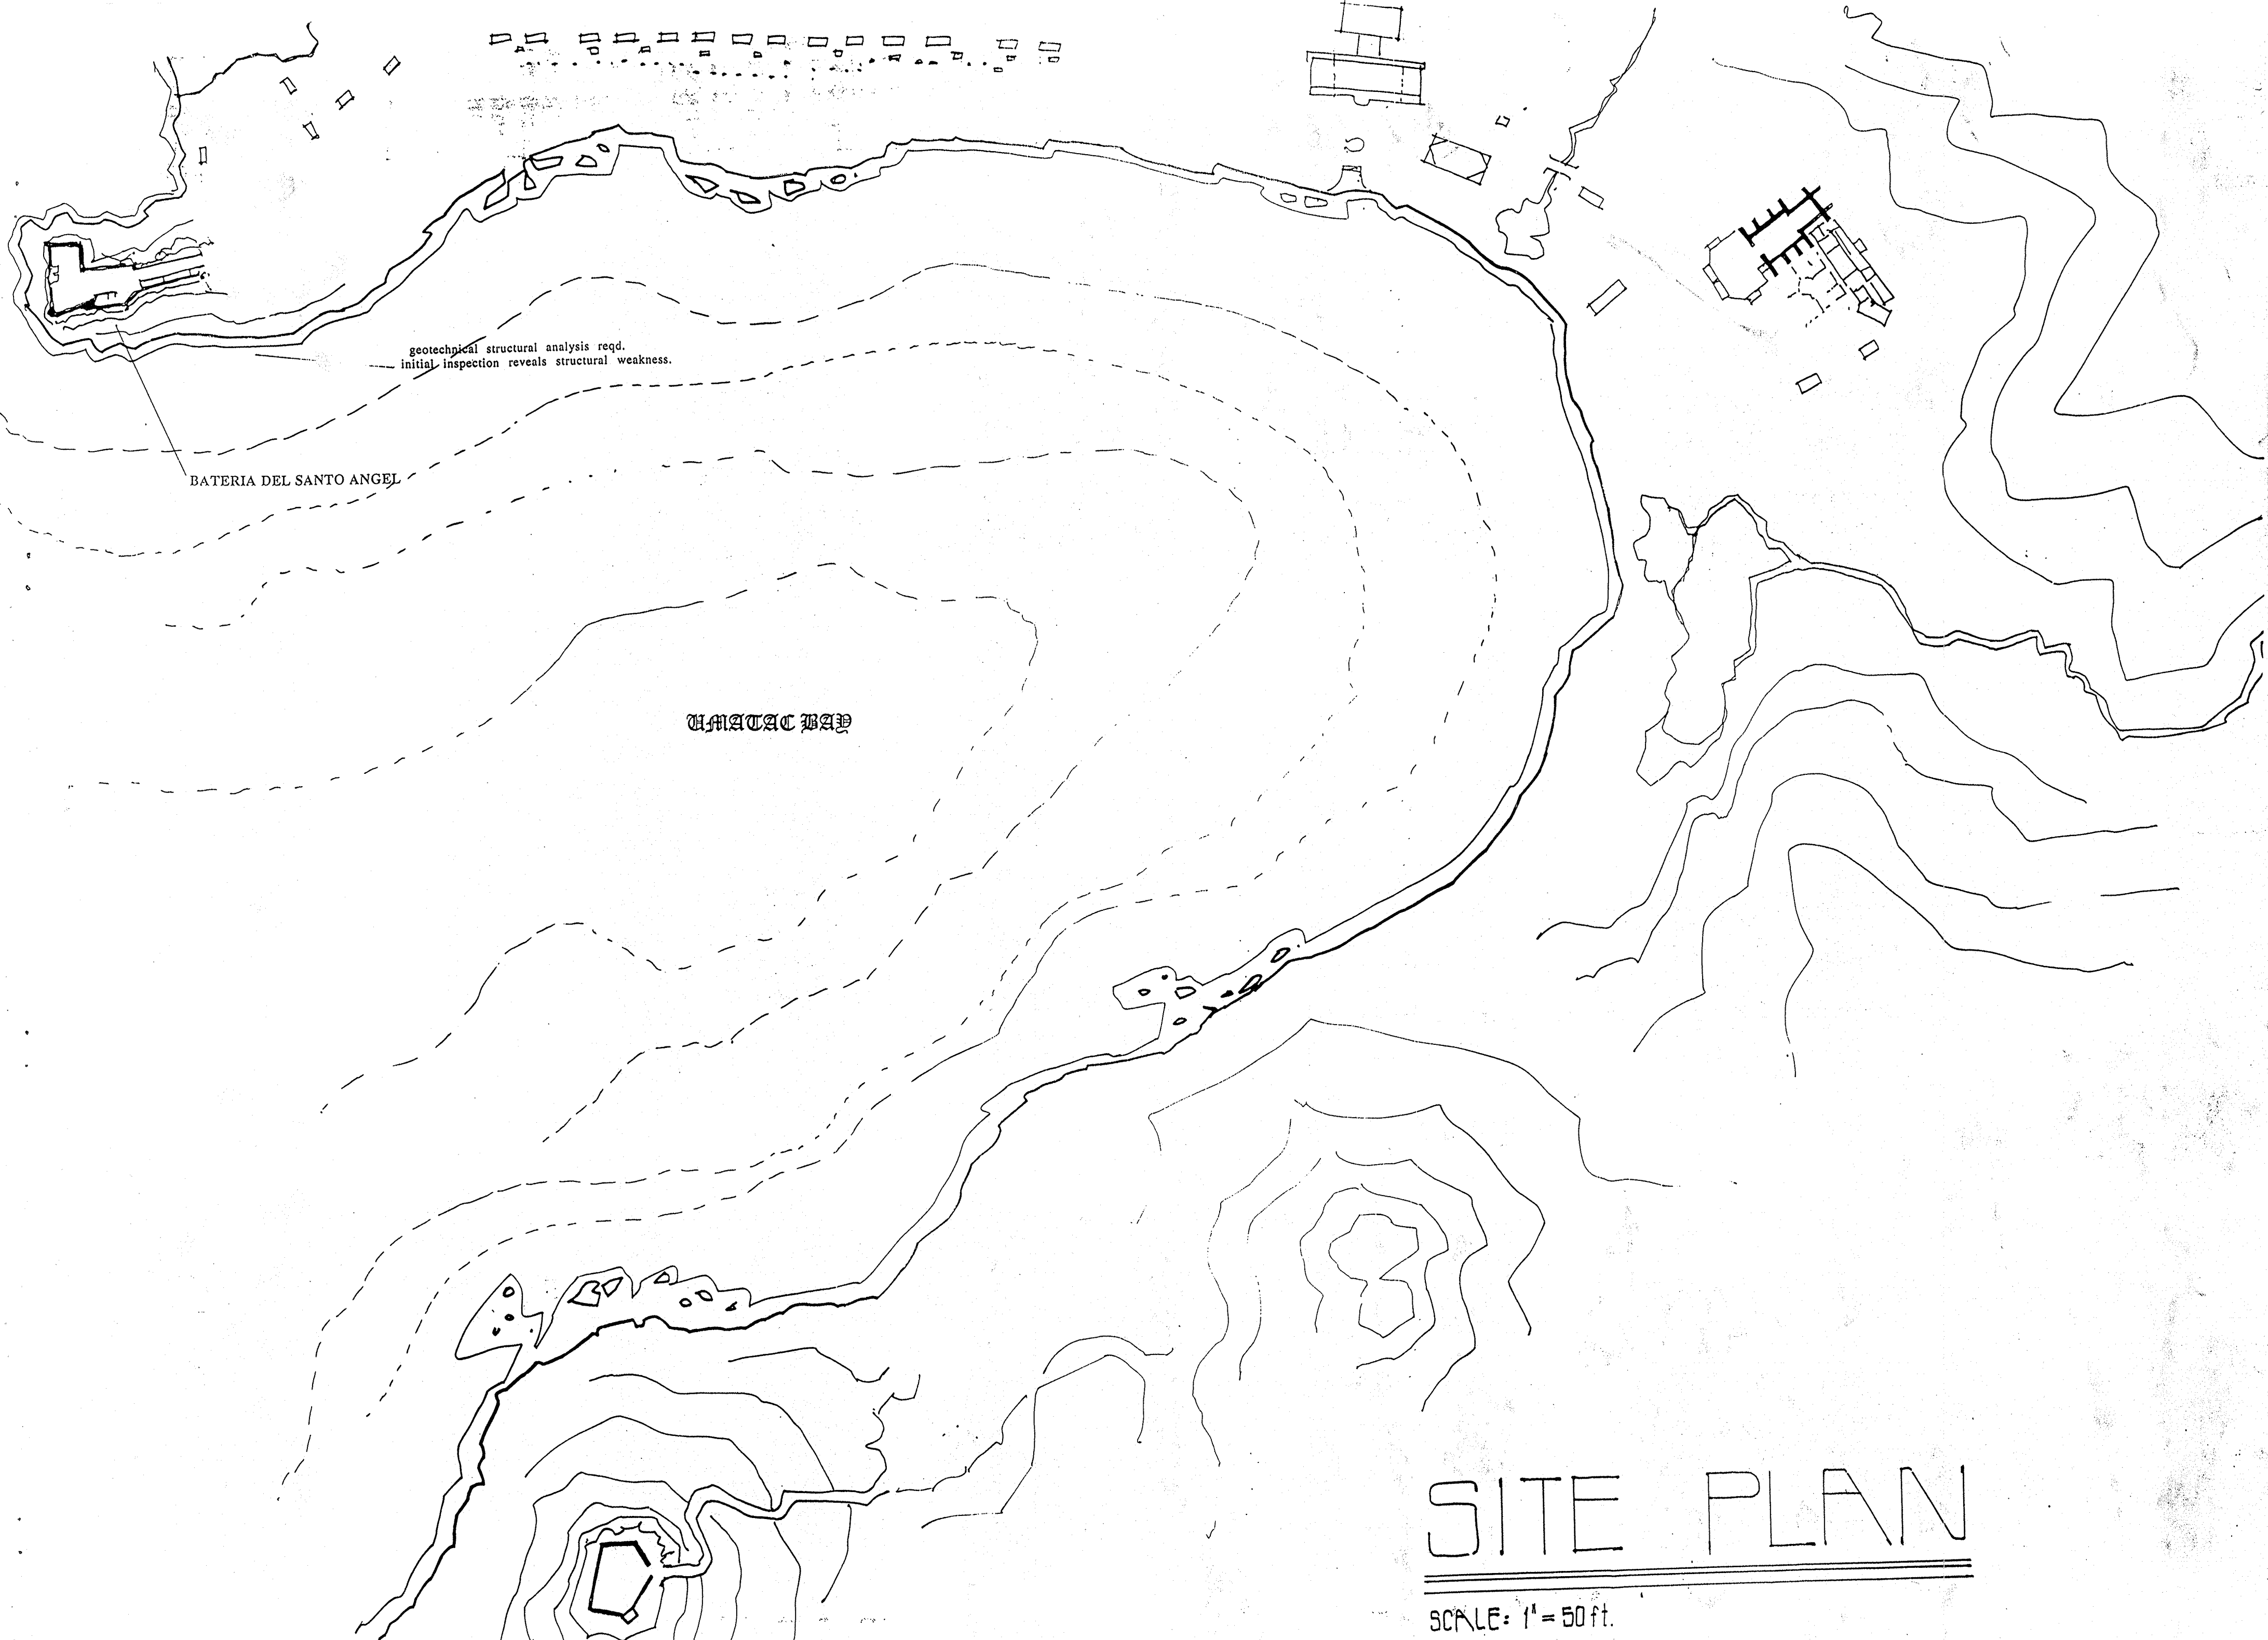 geotechnical structural analysis reqd.
initial inspection reveals structural weakness.
BATERIA DEL SANTO ANGEL
UMATAC BAY
SITE PLAN
SCALE: 1" = 50 ft.